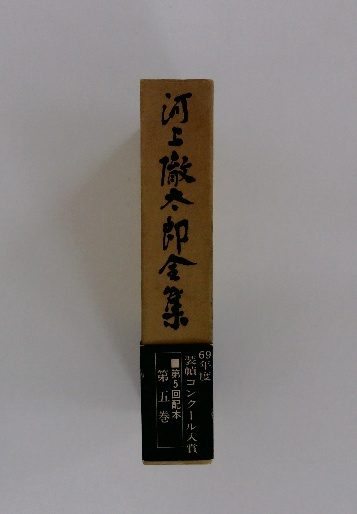 河上徹太郎全集
69年度
装幀コンクール入賞
■第5回配本
第五巻